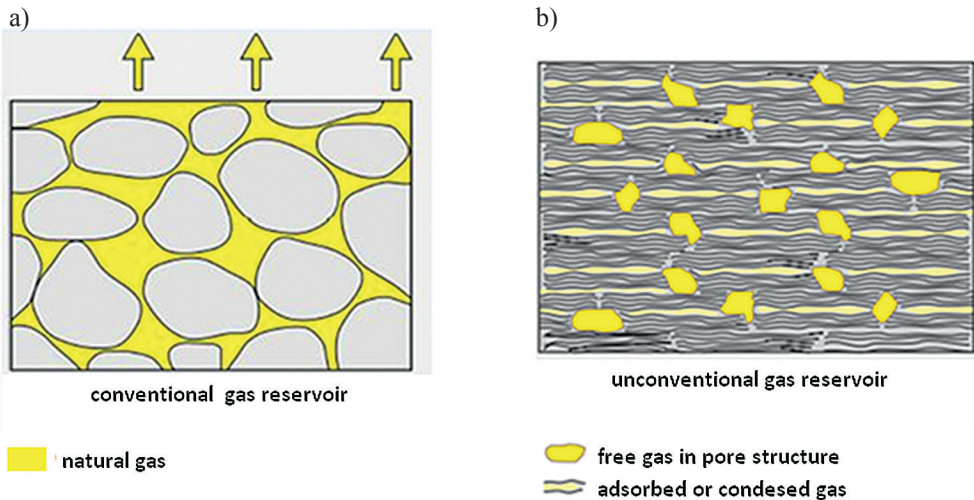 a)
conventional gas reservoir
natural gas
b)
unconventional gas reservoir
free gas in pore structure
adsorbed or condesed gas